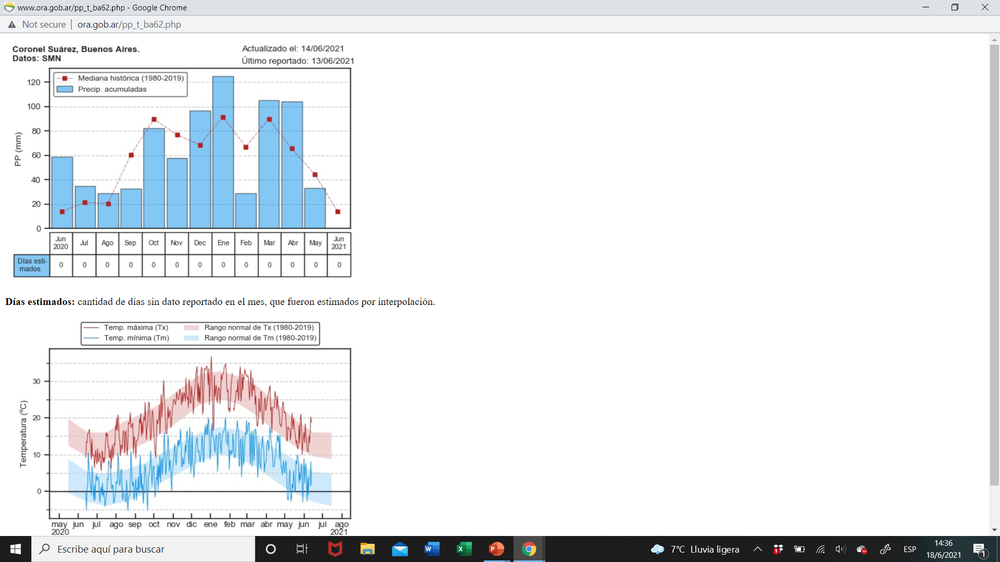 www.ora.gob.ar/pp_t_ba62.php - Google Chrome
Not secure | ora.gob.ar/pp_t_ba62.php
Coronel Suárez, Buenos Aires.
Datos: SMN
Actualizado el: 14/06/2021
Último reportado: 13/06/2021
Mediana histórica (1980-2019)
Precip. acumuladas
PP (mm)
120
100
80
60
40
20
0
Jun 2020 Jul Ago Sep Oct Nov Dec Ene Feb Mar Abr May Jun 2021
Días esti-
mados
0 0 0 0 0 0 0 0 0 0 0 0 0
Días estimados: cantidad de días sin dato reportado en el mes, que fueron estimados por interpolación.
Temp. máxima (Tx) Rango normal de Tx (1980-2019)
Temp. mínima (Tm) Rango normal de Tm (1980-2019)
Temperatura (ºC)
30
20
10
0
may jun jul ago sep oct nov dic ene feb mar abr may jun jul ago
2020 2021
Escribe aquí para buscar
7°C Lluvia ligera
1
ESP
14:36
18/6/2021
1